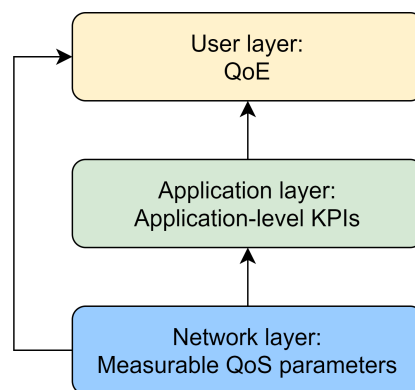 User layer:
QoE
Application layer:
Application-level KPIs
Network layer:
Measurable QoS parameters